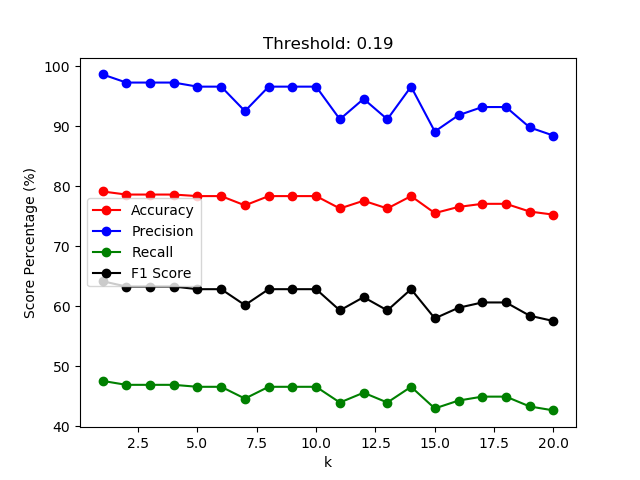 Threshold: 0.19
100
90
80
70
60
50
40
Score Percentage (%)
Accuracy
Precision
Recall
F1 Score
2.5 5.0 7.5 10.0 12.5 15.0 17.5 20.0
k